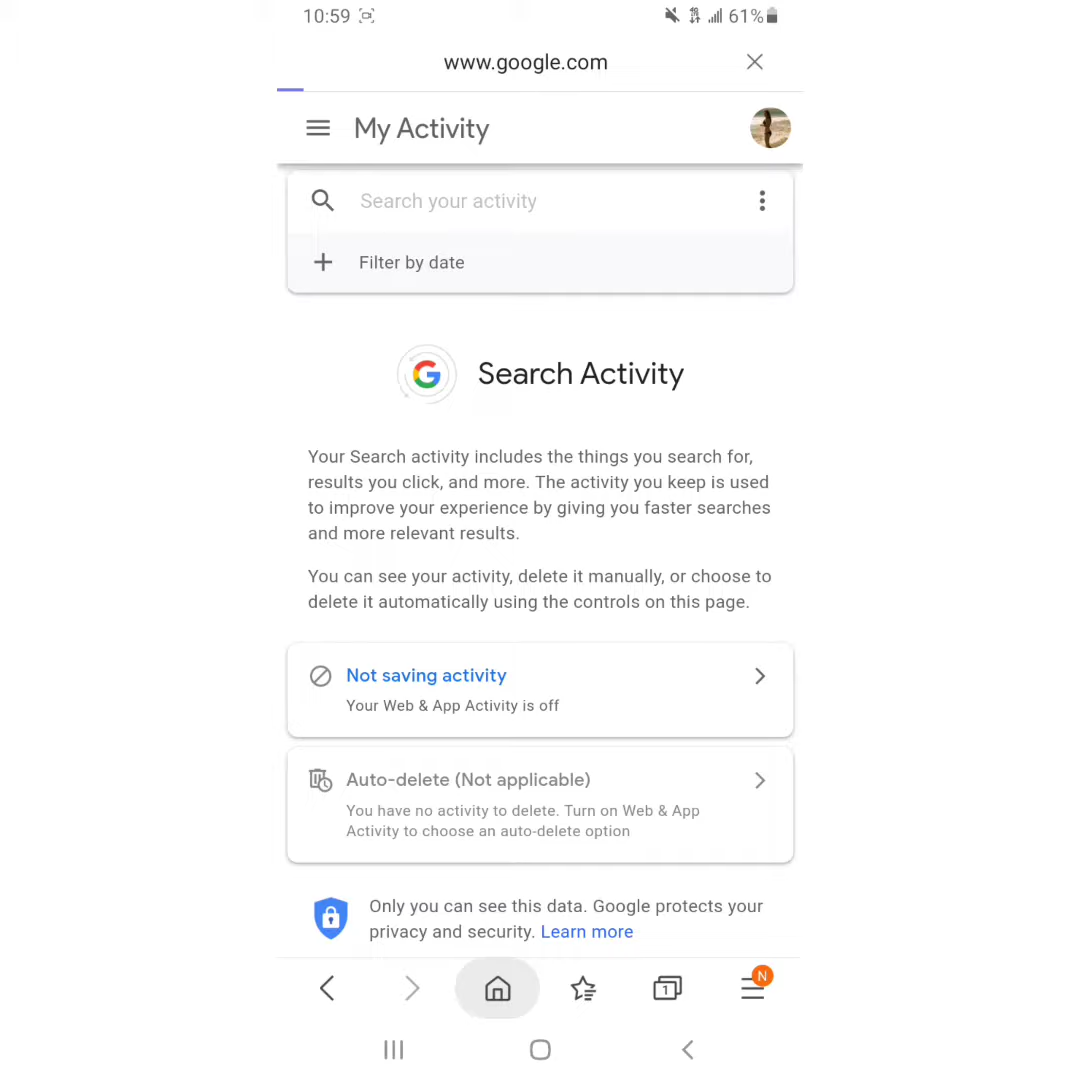 10:59 61%
www.google.com
My Activity
Search your activity
Filter by date
Search Activity
Your Search activity includes the things you search for,
results you click, and more. The activity you keep is used
to improve your experience by giving you faster searches
and more relevant results.
You can see your activity, delete it manually, or choose to
delete it automatically using the controls on this page.
Not saving activity
Your Web & App Activity is off
Auto-delete (Not applicable)
You have no activity to delete. Turn on Web & App
Activity to choose an auto-delete option
Only you can see this data. Google protects your
privacy and security. Learn more
1 N